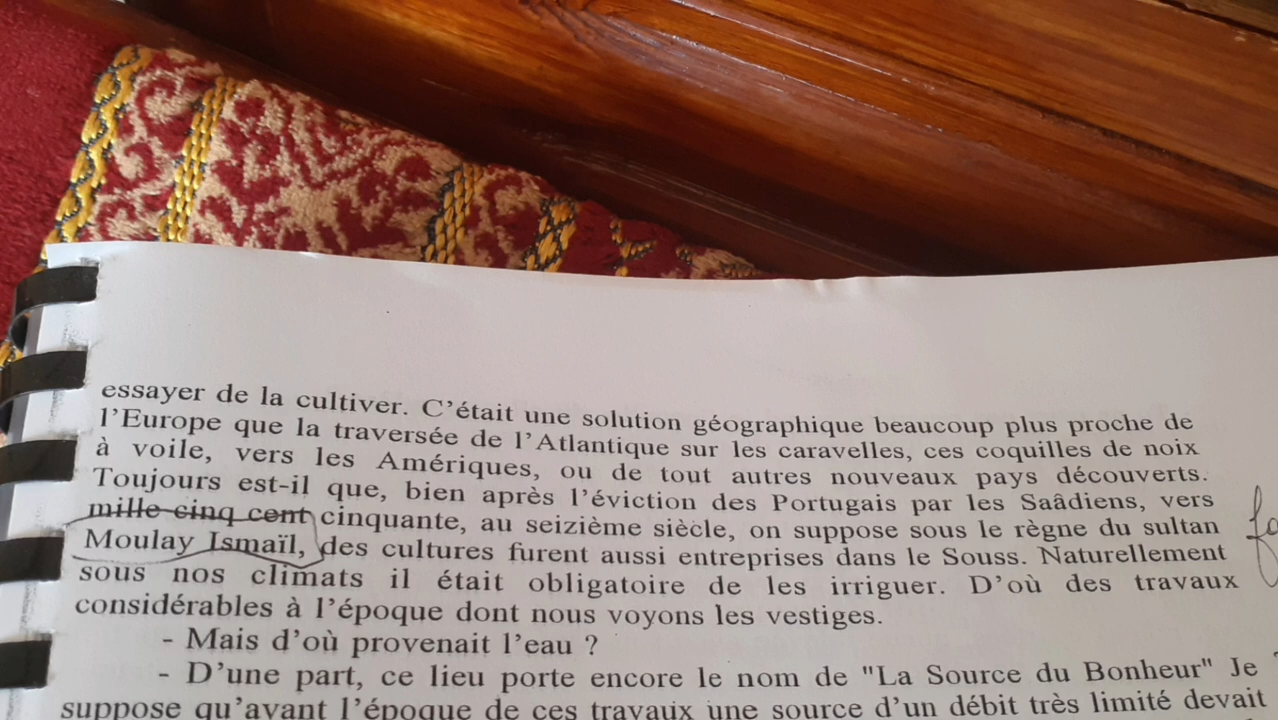 essayer de la cultiver. C'était une solution géographique beaucoup plus proche de
l'Europe que la traversée de l'Atlantique sur les caravelles, ces coquilles de noix
à voile, vers les Amériques, ou de tout autres nouveaux pays découverts.
Toujours est-il que, bien après l'éviction des Portugais par les Saâdiens, vers
mille cinq cent cinquante, au seizième siècle, on suppose sous le règne du sultan
Moulay Ismaïl, des cultures furent aussi entreprises dans le Souss. Naturellement
sous nos climats il était obligatoire de les irriguer. D'où des travaux
considérables à l'époque dont nous voyons les vestiges.
- Mais d'où provenait l'eau ?
- D'une part, ce lieu porte encore le nom de "La Source du Bonheur" Je
suppose qu'avant l'époque de ces travaux une source d'un débit très limité devait